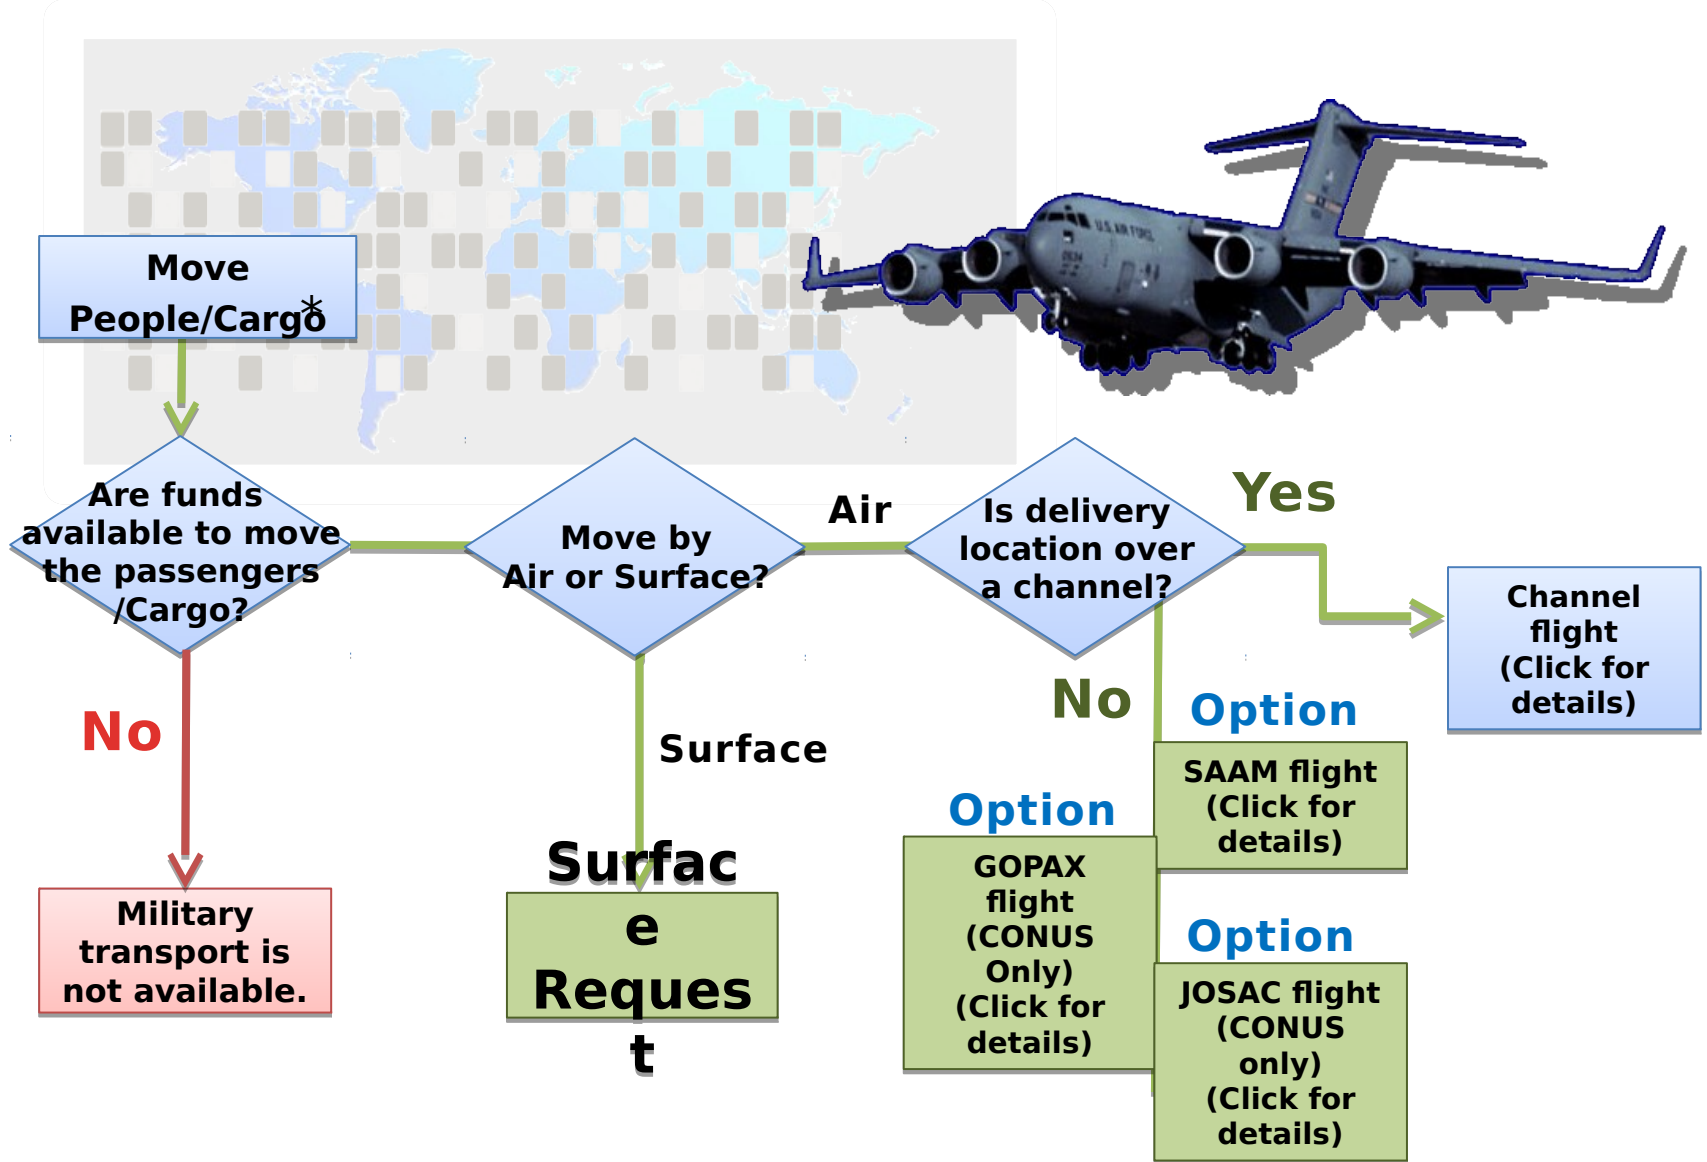 Move
People/Cargo*
U.S. AIR FORCE
Are funds
available to move
the passengers
/Cargo?
Move by
Air or Surface?
Air
Is delivery
location over
a channel?
Yes
Channel
flight
(Click for
details)
No
Surface
No
Option
SAAM flight
(Click for
details)
Option
GOPAX
flight
(CONUS
Only)
(Click for
details)
Option
JOSAC flight
(CONUS
only)
(Click for
details)
Military
transport is
not available.
Surfac
e
Reques
t